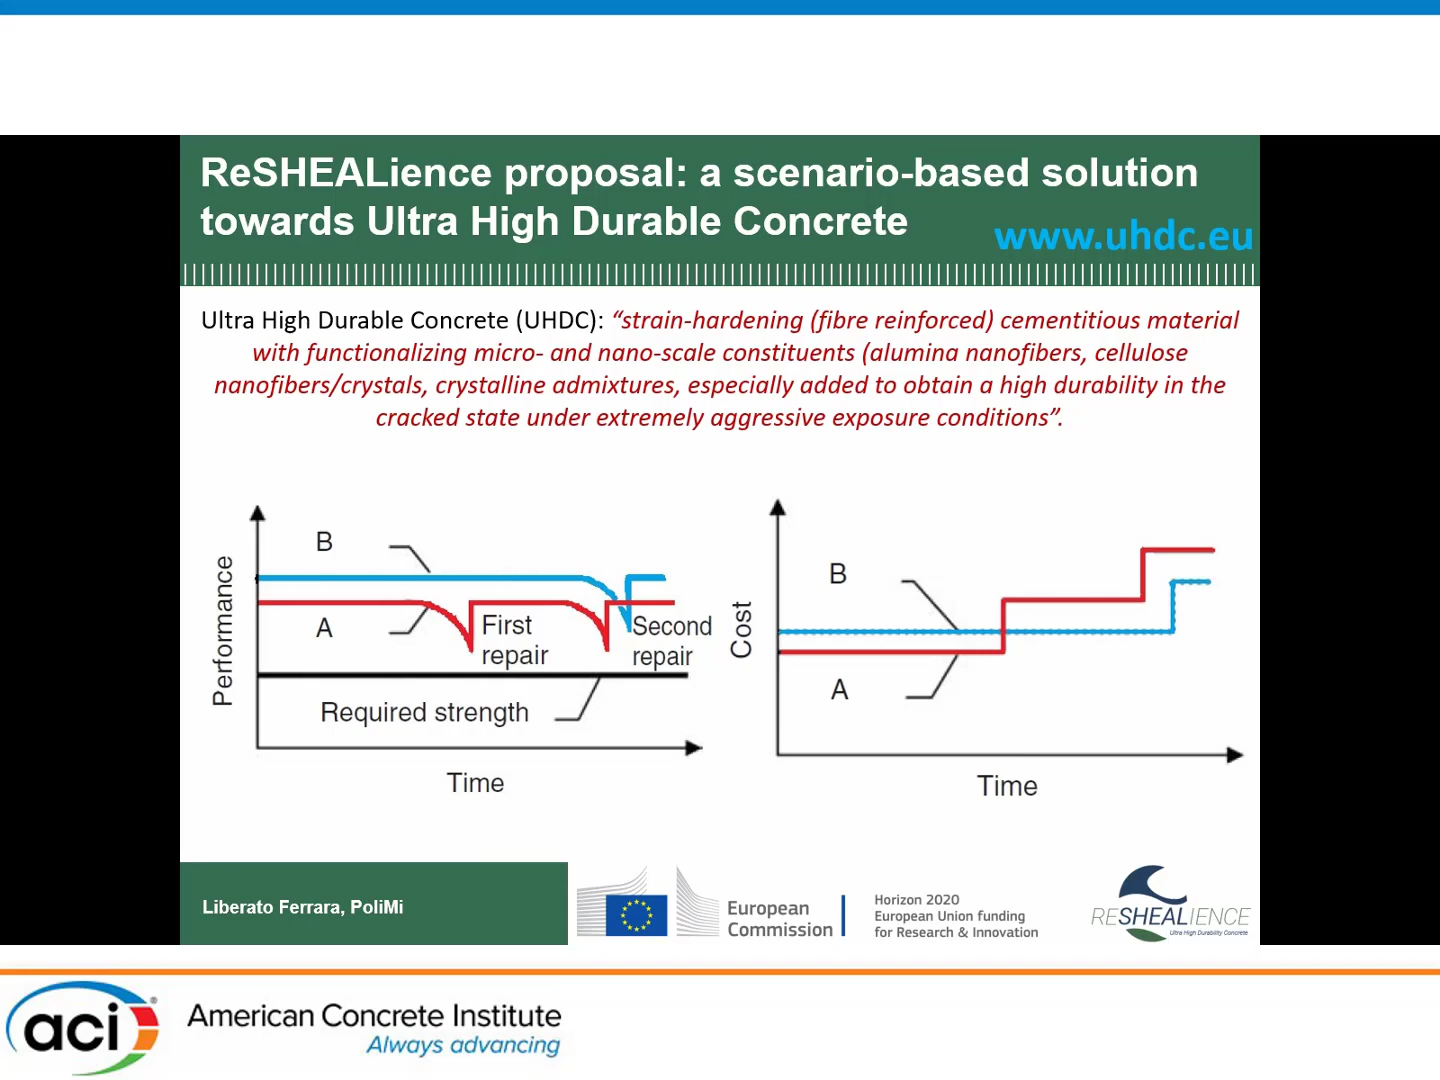 ReSHEALience proposal: a scenario-based solution
towards Ultra High Durable Concrete
www.uhdc.eu
Ultra High Durable Concrete (UHDC): “strain-hardening (fibre reinforced) cementitious material
with functionalizing micro- and nano-scale constituents (alumina nanofibers, cellulose
nanofibers/crystals, crystalline admixtures, especially added to obtain a high durability in the
cracked state under extremely aggressive exposure conditions”.
Performance
B
A
First
repair
Second
repair
Required strength
Time
Cost
B
A
Time
Liberato Ferrara, PoliMi
European
Commission
Horizon 2020
European Union funding
for Research & Innovation
RESHEALIENCE
Ultra High Durability Concrete
aci®
American Concrete Institute
Always advancing